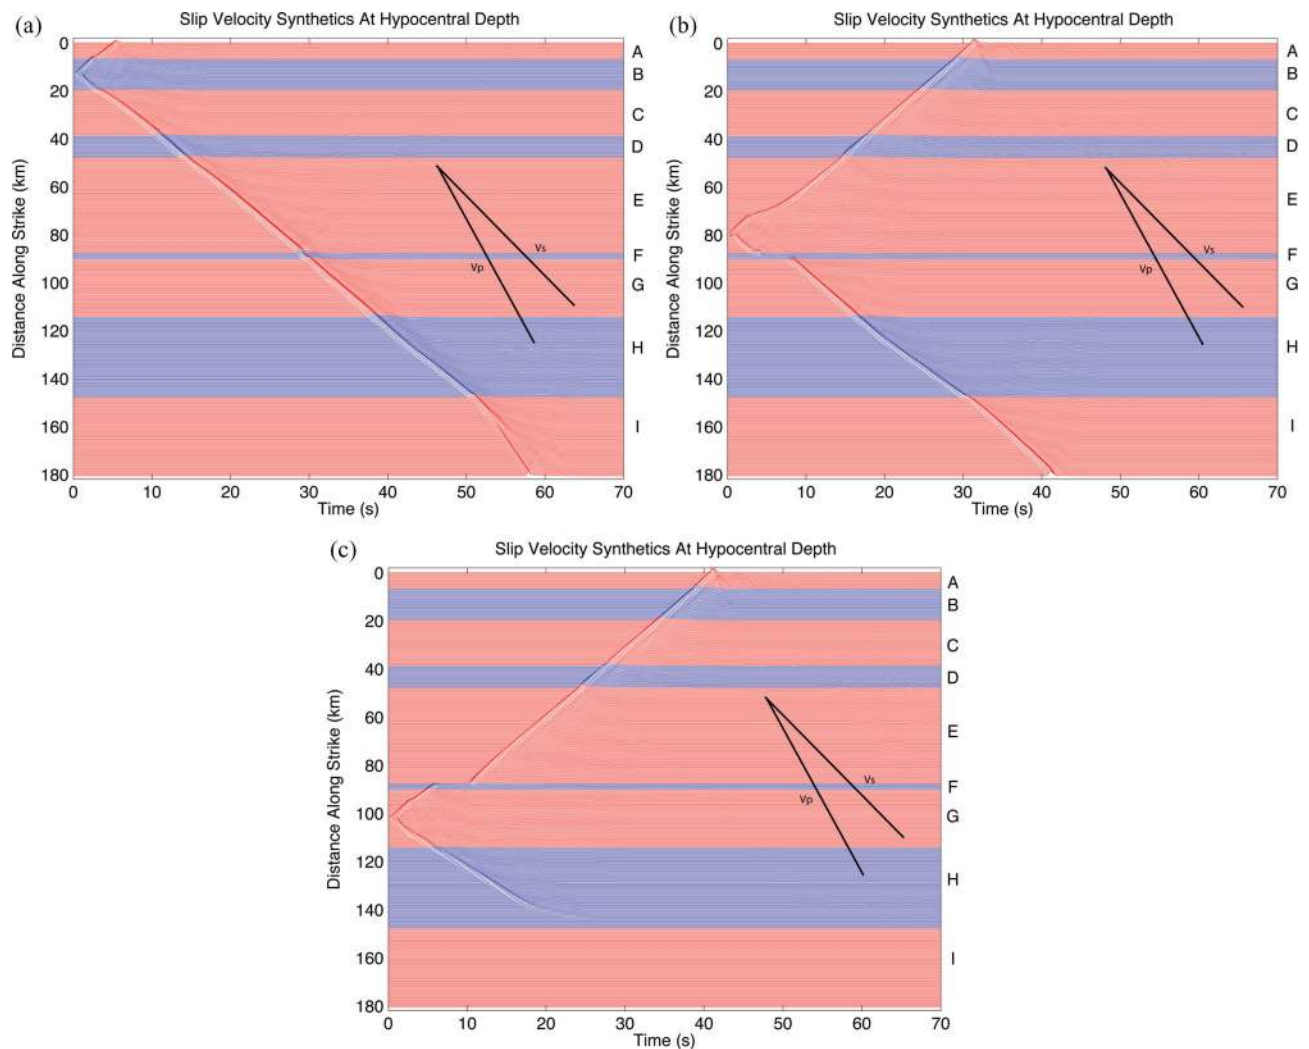 (a)
Slip Velocity Synthetics At Hypocentral Depth
0
20
40
60
80
100
120
140
160
180
Distance Along Strike (km)
A
B
C
D
E
F
G
H
I
Vs
Vp
0 10 20 30 40 50 60 70
Time (s)
(b)
Slip Velocity Synthetics At Hypocentral Depth
0
20
40
60
80
100
120
140
160
180
Distance Along Strike (km)
A
B
C
D
E
F
G
H
I
Vs
Vp
0 10 20 30 40 50 60 70
Time (s)
(c)
Slip Velocity Synthetics At Hypocentral Depth
0
20
40
60
80
100
120
140
160
180
Distance Along Strike (km)
A
B
C
D
E
F
G
H
I
Vs
Vp
0 10 20 30 40 50 60 70
Time (s)